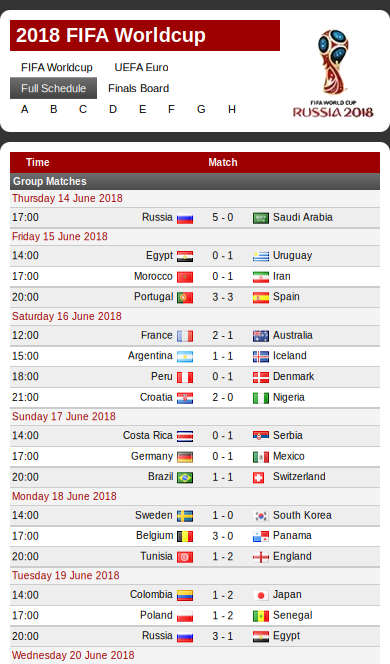 2018 FIFA Worldcup
FIFA Worldcup UEFA Euro
Full Schedule Finals Board
A B C D E F G H
FIFA WORLD CUP
RUSSIA 2018
Time Match
Group Matches
Thursday 14 June 2018
17:00 Russia 5 - 0 Saudi Arabia
Friday 15 June 2018
14:00 Egypt 0 - 1 Uruguay
17:00 Morocco 0 - 1 Iran
20:00 Portugal 3 - 3 Spain
Saturday 16 June 2018
12:00 France 2 - 1 Australia
15:00 Argentina 1 - 1 Iceland
18:00 Peru 0 - 1 Denmark
21:00 Croatia 2 - 0 Nigeria
Sunday 17 June 2018
14:00 Costa Rica 0 - 1 Serbia
17:00 Germany 0 - 1 Mexico
20:00 Brazil 1 - 1 Switzerland
Monday 18 June 2018
14:00 Sweden 1 - 0 South Korea
17:00 Belgium 3 - 0 Panama
20:00 Tunisia 1 - 2 England
Tuesday 19 June 2018
14:00 Colombia 1 - 2 Japan
17:00 Poland 1 - 2 Senegal
20:00 Russia 3 - 1 Egypt
Wednesday 20 June 2018